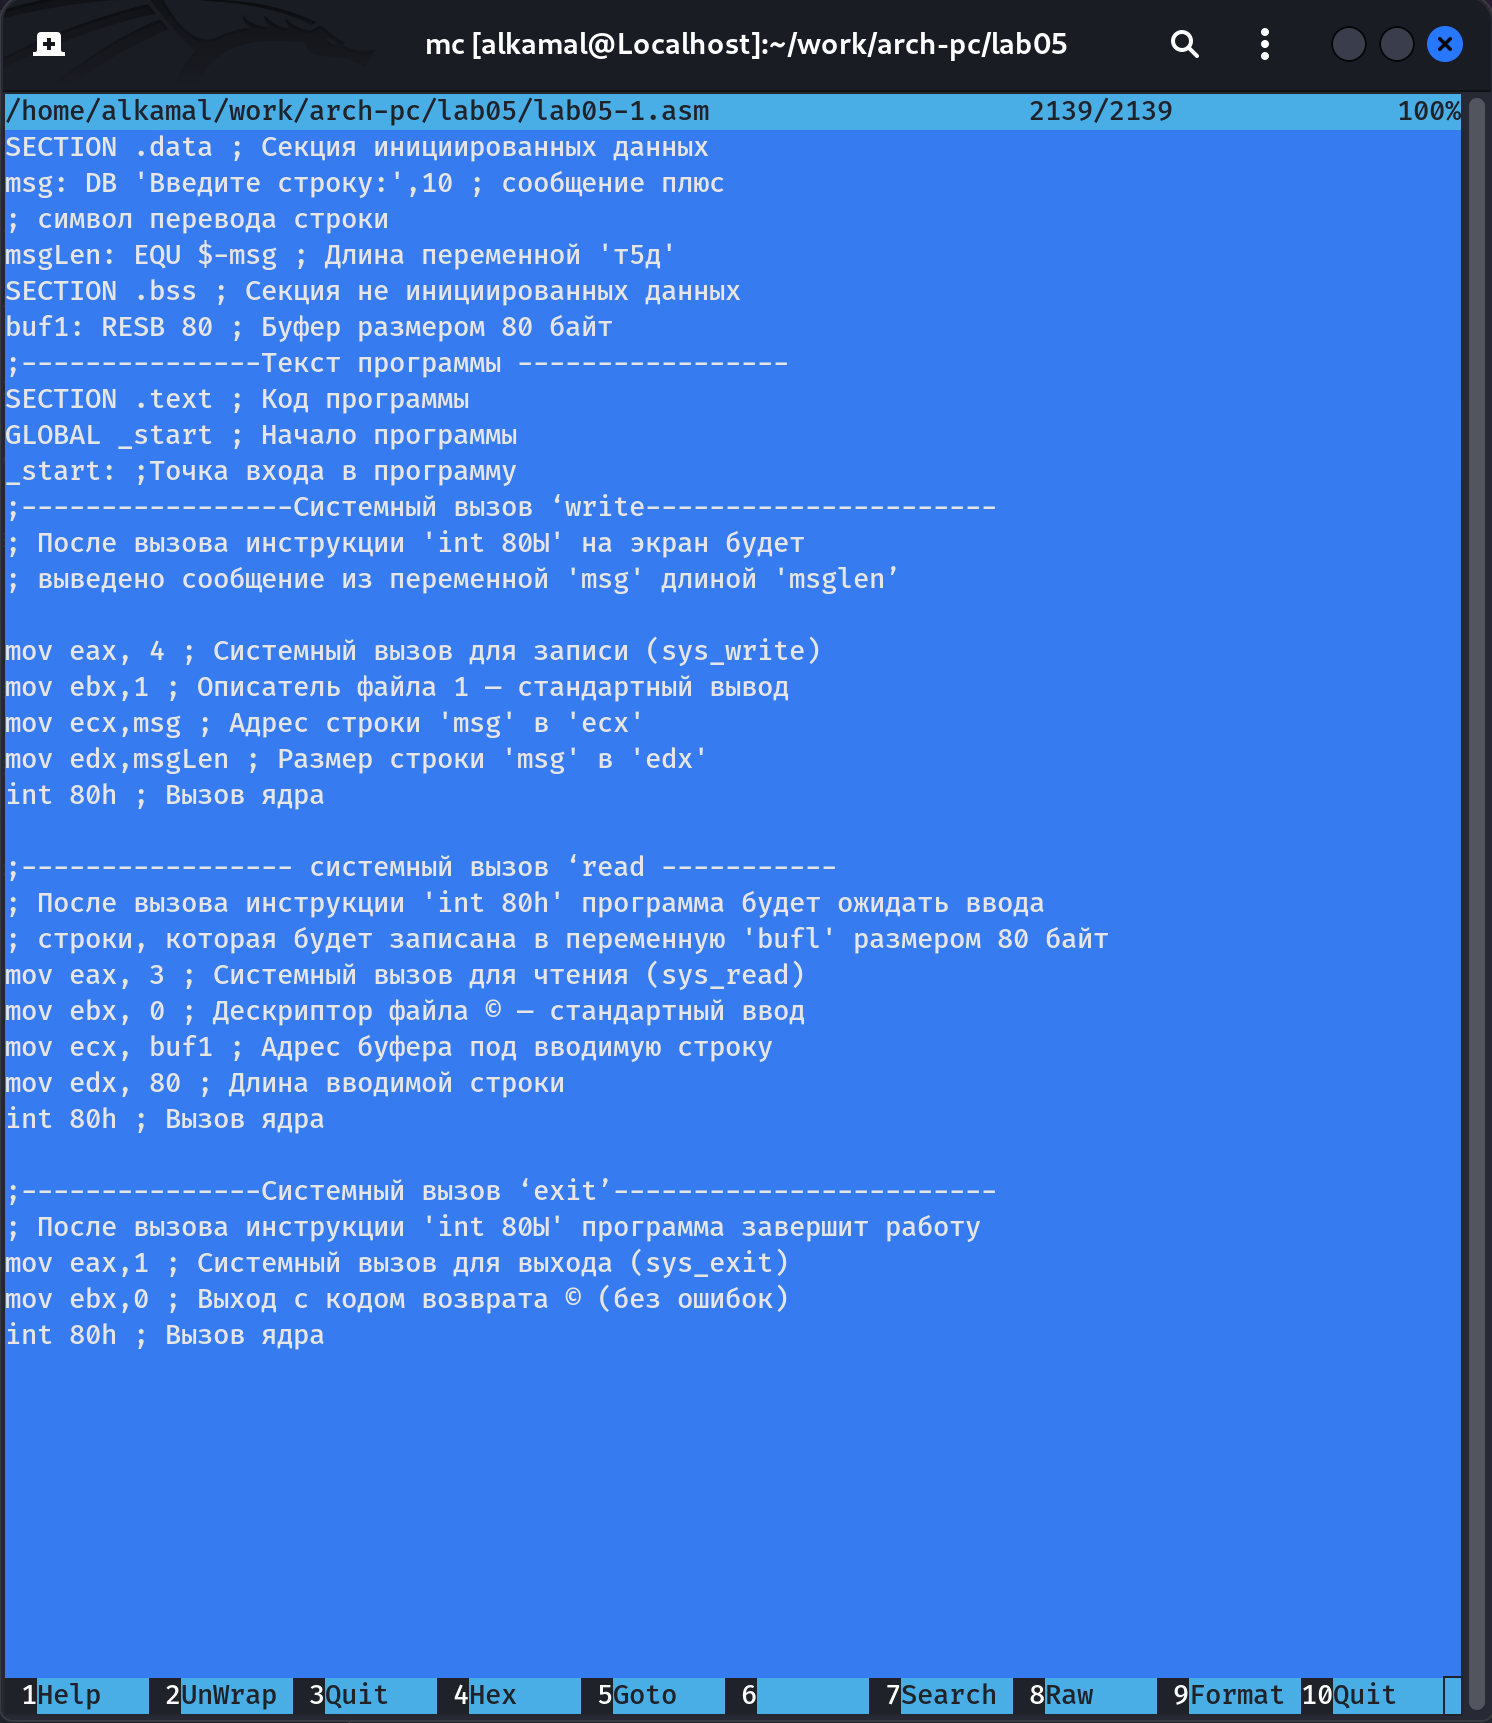 mc [alkamal@Localhost]:~/work/arch-pc/lab05
/home/alkamal/work/arch-pc/lab05/lab05-1.asm 2139/2139 100%
SECTION .data ; Секция инициированных данных
msg: DB 'Введите строку:',10 ; сообщение плюс
; символ перевода строки
msgLen: EQU $-msg ; Длина переменной 'т5д'
SECTION .bss ; Секция не инициированных данных
buf1: RESB 80 ; Буфер размером 80 байт
;---------------Текст программы -----------------
SECTION .text ; Код программы
GLOBAL _start ; Начало программы
_start: ;Точка входа в программу
;-----------------Системный вызов ‘write----------------------
; После вызова инструкции 'int 80Ы' на экран будет
; выведено сообщение из переменной 'msg' длиной 'msglen’
mov eax, 4 ; Системный вызов для записи (sys_write)
mov ebx,1 ; Описатель файла 1 – стандартный вывод
mov ecx,msg ; Адрес строки 'msg' в 'ecx'
mov edx,msgLen ; Размер строки 'msg' в 'edx'
int 80h ; Вызов ядра
;----------------- системный вызов ‘read -----------
; После вызова инструкции 'int 80h' программа будет ожидать ввода
; строки, которая будет записана в переменную 'bufl' размером 80 байт
mov eax, 3 ; Системный вызов для чтения (sys_read)
mov ebx, 0 ; Дескриптор файла © – стандартный ввод
mov ecx, buf1 ; Адрес буфера под вводимую строку
mov edx, 80 ; Длина вводимой строки
int 80h ; Вызов ядра
;---------------Системный вызов ‘exit’------------------------
; После вызова инструкции 'int 80Ы' программа завершит работу
mov eax,1 ; Системный вызов для выхода (sys_exit)
mov ebx,0 ; Выход с кодом возврата © (без ошибок)
int 80h ; Вызов ядра
1Help 2UnWrap 3Quit 4Hex 5Goto 6 7Search 8Raw 9Format 10Quit